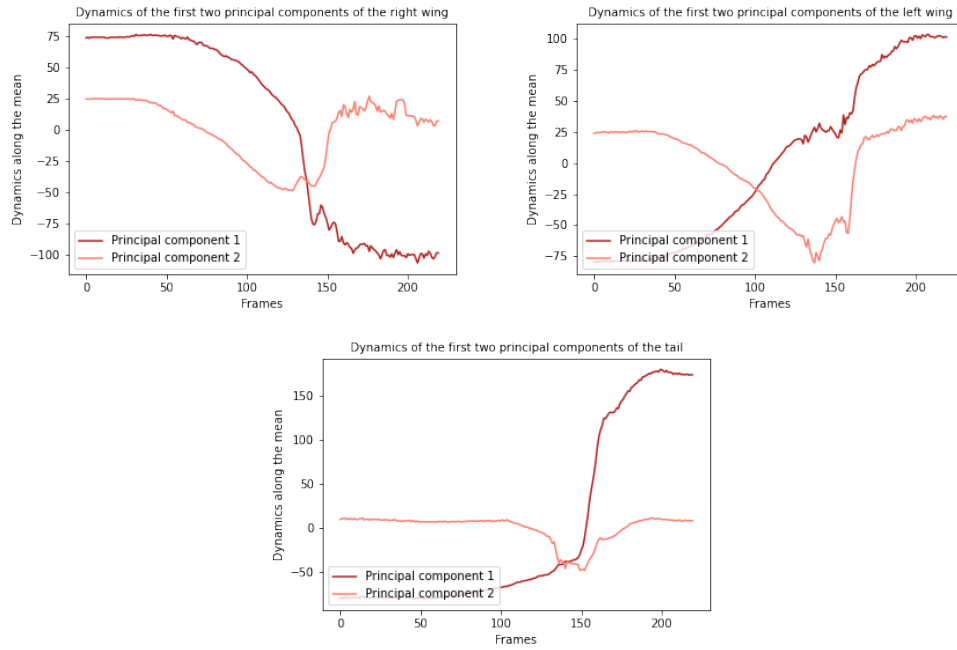 Dynamics of the first two principal components of the right wing
75
50
25
0
−25
−50
−75
−100
Dynamics along the mean
Principal component 1
Principal component 2
0
50
100
150
200
Frames
Dynamics of the first two principal components of the left wing
100
75
50
25
0
−25
−50
−75
Dynamics along the mean
Principal component 1
Principal component 2
0
50
100
150
200
Frames
Dynamics of the first two principal components of the tail
150
100
50
0
−50
Dynamics along the mean
Principal component 1
Principal component 2
0
50
100
150
200
Frames